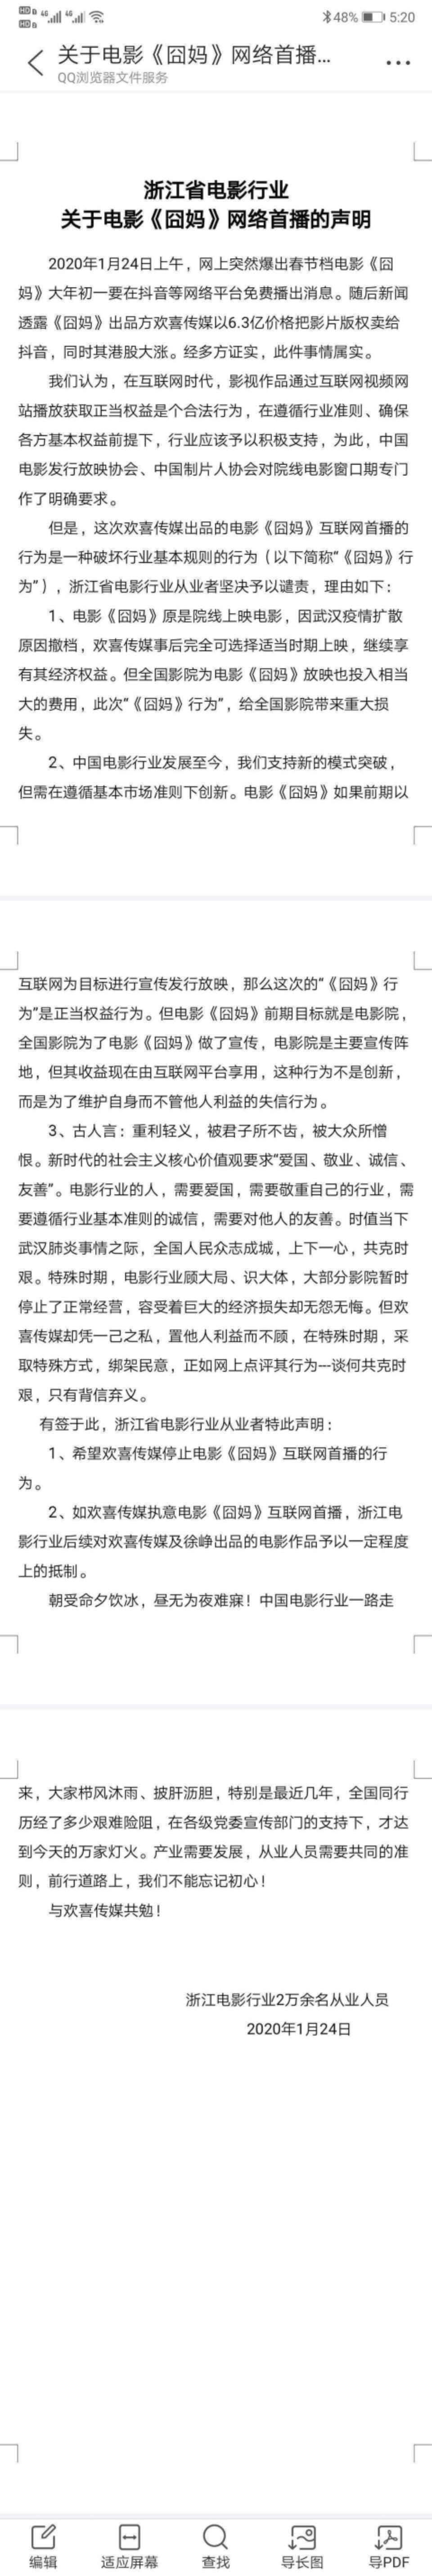 48% 5:20
关于电影《囧妈》网络首播...
QQ浏览器文件服务
浙江省电影行业
关于电影《囧妈》网络首播的声明
2020年1月24日上午，网上突然爆出春节档电影《囧
妈》大年初一要在抖音等网络平台免费播出消息。随后新闻
透露《囧妈》出品方欢喜传媒以6.3亿价格把影片版权卖给
抖音，同时其港股大涨。经多方证实，此件事情属实。
我们认为，在互联网时代，影视作品通过互联网视频网
站播放获取正当权益是个合法行为，在遵循行业准则、确保
各方基本权益前提下，行业应该予以积极支持，为此，中国
电影发行放映协会、中国制片人协会对院线电影窗口期专门
作了明确要求。
但是，这次欢喜传媒出品的电影《囧妈》互联网首播的
行为是一种破坏行业基本规则的行为（以下简称“《囧妈》行
为”），浙江省电影行业从业者坚决予以谴责，理由如下：
1、电影《囧妈》原是院线上映电影，因武汉疫情扩散
原因撤档，欢喜传媒事后完全可选择适当时期上映，继续享
有其经济权益。但全国影院为电影《囧妈》放映也投入相当
大的费用，此次“《囧妈》行为”，给全国影院带来重大损
失。
2、中国电影行业发展至今，我们支持新的模式突破，
但需在遵循基本市场准则下创新。电影《囧妈》如果前期以
互联网为目标进行宣传发行放映，那么这次的“《囧妈》行
为”是正当权益行为。但电影《囧妈》前期目标就是电影院，
全国影院为了电影《囧妈》做了宣传，电影院是主要宣传阵
地，但其收益现在由互联网平台享用，这种行为不是创新，
而是为了维护自身而不管他人利益的失信行为。
3、古人言：重利轻义，被君子所不齿，被大众所憎
恨。新时代的社会主义核心价值观要求“爱国、敬业、诚信、
友善”。电影行业的人，需要爱国，需要敬重自己的行业，需
要遵循行业基本准则的诚信，需要对他人的友善。时值当下
武汉肺炎事情之际，全国人民众志成城，上下一心，共克时
艰。特殊时期，电影行业顾大局、识大体，大部分影院暂时
停止了正常经营，容受着巨大的经济损失却无怨无悔。但欢
喜传媒却凭一己之私，置他人利益而不顾，在特殊时期，采
取特殊方式，绑架民意，正如网上点评其行为---谈何共克时
艰，只有背信弃义。
有签于此，浙江省电影行业从业者特此声明：
1、希望欢喜传媒停止电影《囧妈》互联网首播的行
为。
2、如欢喜传媒执意电影《囧妈》互联网首播，浙江电
影行业后续对欢喜传媒及徐峥出品的电影作品予以一定程度
上的抵制。
朝受命夕饮冰，昼无为夜难寐！中国电影行业一路走
来，大家栉风沐雨、披肝沥胆，特别是最近几年，全国同行
历经了多少艰难险阻，在各级党委宣传部门的支持下，才达
到今天的万家灯火。产业需要发展，从业人员需要共同的准
则，前行道路上，我们不能忘记初心！
与欢喜传媒共勉！
浙江电影行业2万余名从业人员
2020年1月24日
编辑 适应屏幕 查找 导长图 导PDF